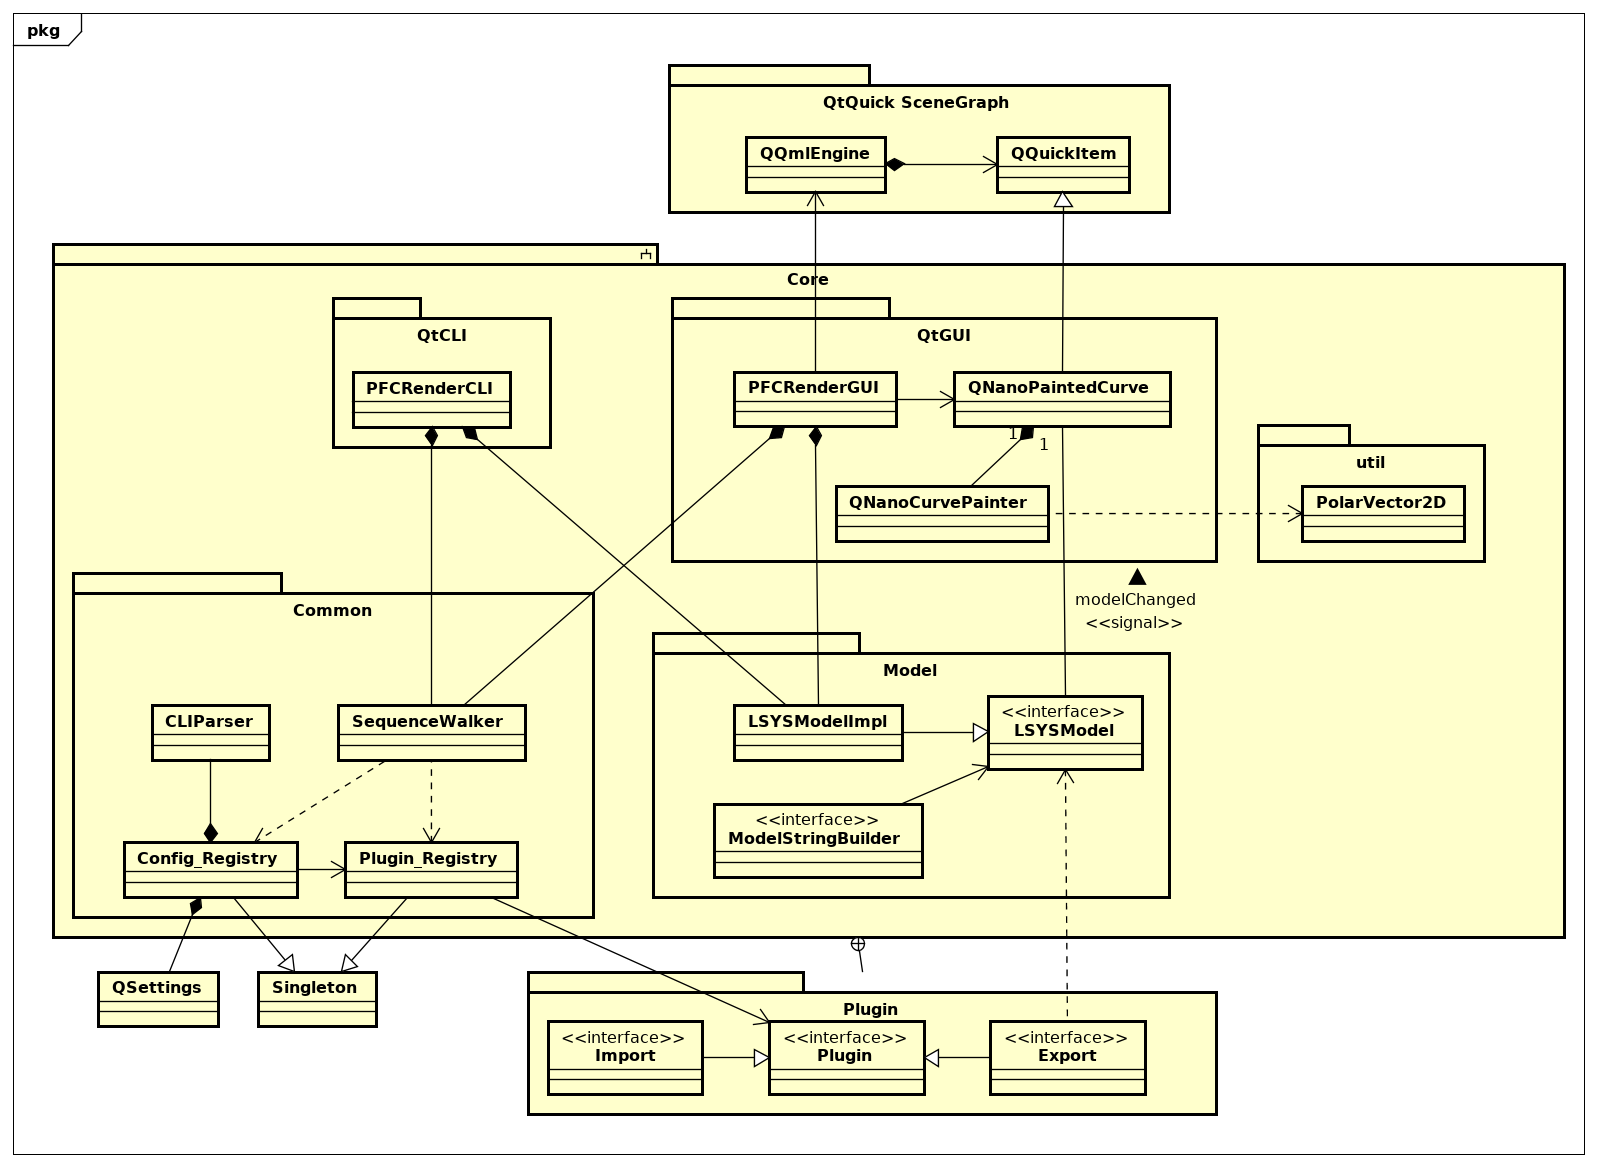 pkg
QtQuick SceneGraph
QQmlEngine
QQuickItem
Core
QtCLI
PFCRenderCLI
QtGUI
PFCRenderGUI
QNanoPaintedCurve
1
1
QNanoCurvePainter
util
PolarVector2D
modelChanged
<<signal>>
Common
CLIParser
SequenceWalker
Config_Registry
Plugin_Registry
Model
LSYSModelImpl
<<interface>>
LSYSModel
<<interface>>
ModelStringBuilder
QSettings
Singleton
Plugin
<<interface>>
Import
<<interface>>
Plugin
<<interface>>
Export